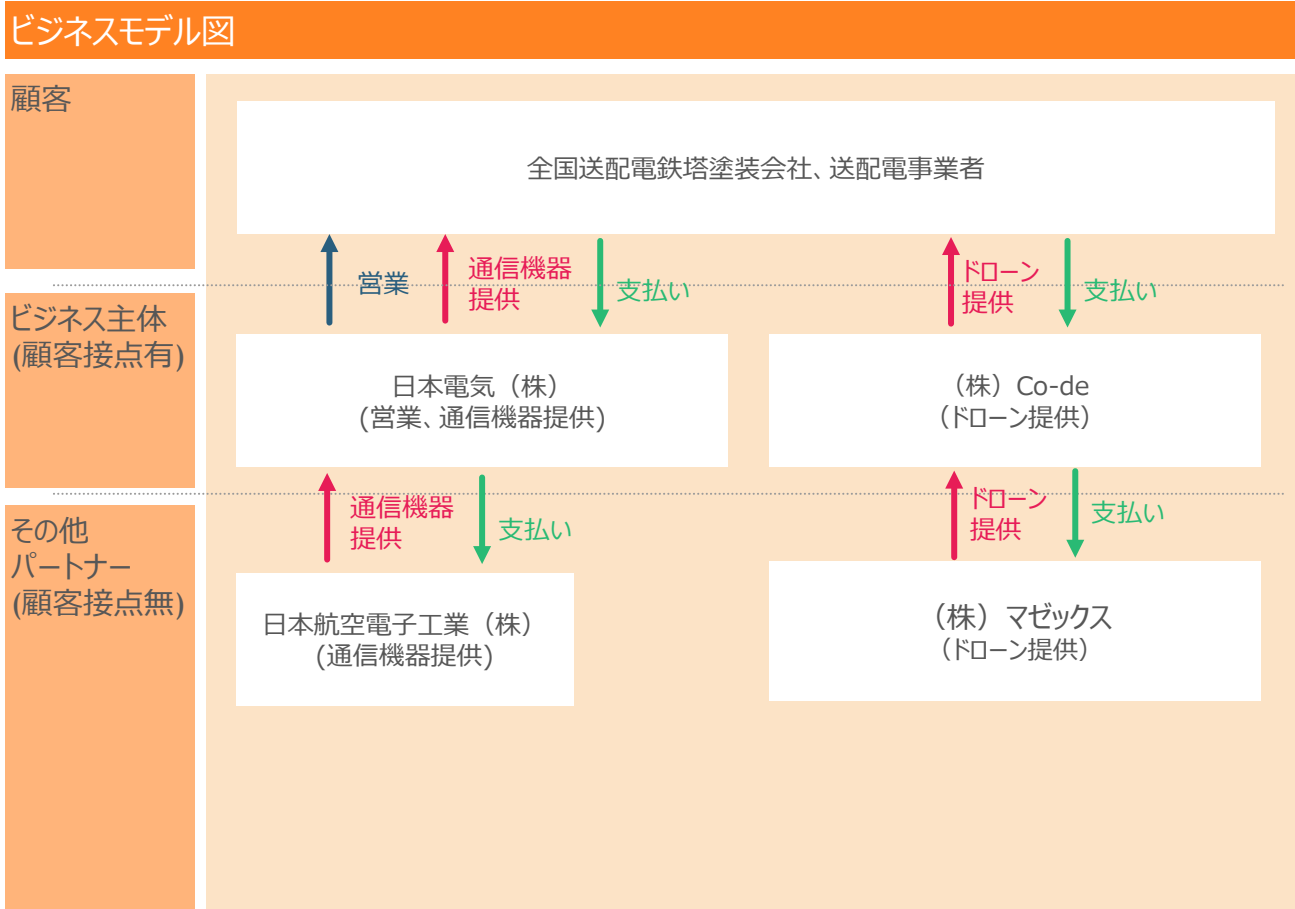 ビジネスモデル図
顧客
全国送配電鉄塔塗装会社、送配電事業者
営業
通信機器
提供
支払い
ドローン
提供
支払い
ビジネス主体
(顧客接点有)
日本電気（株）
(営業、通信機器提供)
（株）Co-de
（ドローン提供）
通信機器
提供
支払い
ドローン
提供
支払い
その他
パートナー
(顧客接点無)
日本航空電子工業（株）
(通信機器提供)
（株）マゼックス
（ドローン提供）